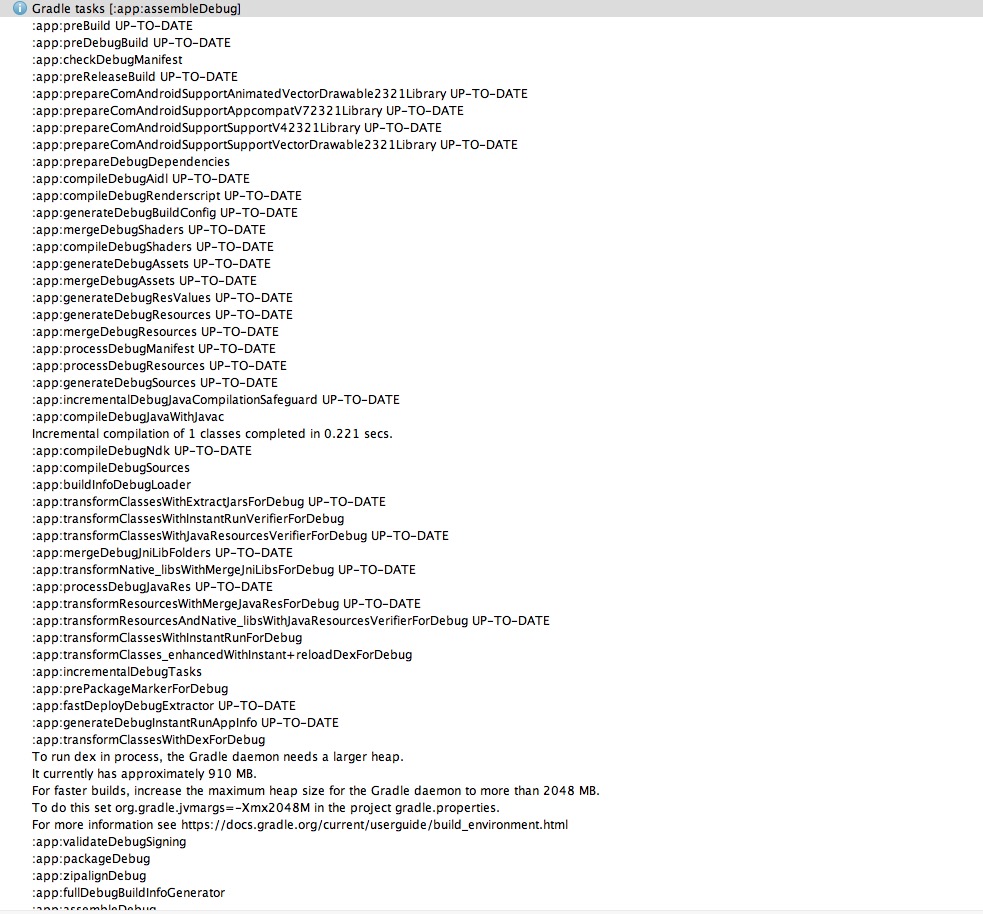 Gradle tasks [:app:assembleDebug]
:app:preBuild UP-TO-DATE
:app:preDebugBuild UP-TO-DATE
:app:checkDebugManifest
:app:preReleaseBuild UP-TO-DATE
:app:prepareComAndroidSupportAnimatedVectorDrawable2321Library UP-TO-DATE
:app:prepareComAndroidSupportAppcompatV72321Library UP-TO-DATE
:app:prepareComAndroidSupportSupportV42321Library UP-TO-DATE
:app:prepareComAndroidSupportSupportVectorDrawable2321Library UP-TO-DATE
:app:prepareDebugDependencies
:app:compileDebugAidl UP-TO-DATE
:app:compileDebugRenderscript UP-TO-DATE
:app:generateDebugBuildConfig UP-TO-DATE
:app:mergeDebugShaders UP-TO-DATE
:app:compileDebugShaders UP-TO-DATE
:app:generateDebugAssets UP-TO-DATE
:app:mergeDebugAssets UP-TO-DATE
:app:generateDebugResValues UP-TO-DATE
:app:generateDebugResources UP-TO-DATE
:app:mergeDebugResources UP-TO-DATE
:app:processDebugManifest UP-TO-DATE
:app:processDebugResources UP-TO-DATE
:app:generateDebugSources UP-TO-DATE
:app:incrementalDebugJavaCompilationSafeguard UP-TO-DATE
:app:compileDebugJavaWithJavac
Incremental compilation of 1 classes completed in 0.221 secs.
:app:compileDebugNdk UP-TO-DATE
:app:compileDebugSources
:app:buildInfoDebugLoader
:app:transformClassesWithExtractJarsForDebug UP-TO-DATE
:app:transformClassesWithInstantRunVerifierForDebug
:app:transformClassesWithJavaResourcesVerifierForDebug UP-TO-DATE
:app:mergeDebugJniLibFolders UP-TO-DATE
:app:transformNative_libsWithMergeJniLibsForDebug UP-TO-DATE
:app:processDebugJavaRes UP-TO-DATE
:app:transformResourcesWithMergeJavaResForDebug UP-TO-DATE
:app:transformResourcesAndNative_libsWithJavaResourcesVerifierForDebug UP-TO-DATE
:app:transformClassesWithInstantRunForDebug
:app:transformClasses_enhancedWithInstant+reloadDexForDebug
:app:incrementalDebugTasks
:app:prePackageMarkerForDebug
:app:fastDeployDebugExtractor UP-TO-DATE
:app:generateDebugInstantRunAppInfo UP-TO-DATE
:app:transformClassesWithDexForDebug
To run dex in process, the Gradle daemon needs a larger heap.
It currently has approximately 910 MB.
For faster builds, increase the maximum heap size for the Gradle daemon to more than 2048 MB.
To do this set org.gradle.jvmargs=-Xmx2048M in the project gradle.properties.
For more information see https://docs.gradle.org/current/userguide/build_environment.html
:app:validateDebugSigning
:app:packageDebug
:app:zipalignDebug
:app:fullDebugBuildInfoGenerator
:app:assembleDebug